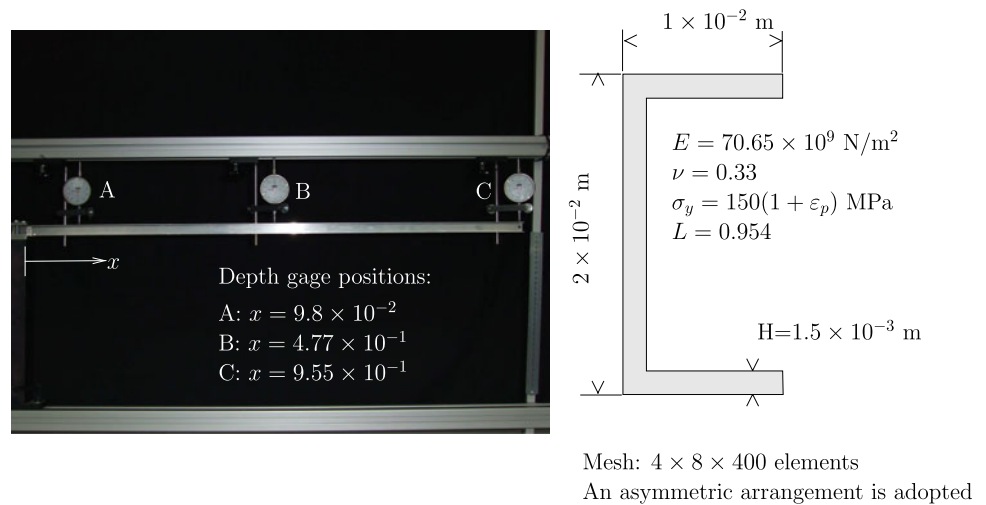 A
B
C
x
Depth gage positions:
A: x = 9.8 × 10⁻²
B: x = 4.77 × 10⁻¹
C: x = 9.55 × 10⁻¹
1 × 10⁻² m
2 × 10⁻² m
E = 70.65 × 10⁹ N/m²
ν = 0.33
σ_y = 150(1 + ε_p) MPa
L = 0.954
H=1.5 × 10⁻³ m
Mesh: 4 × 8 × 400 elements
An asymmetric arrangement is adopted